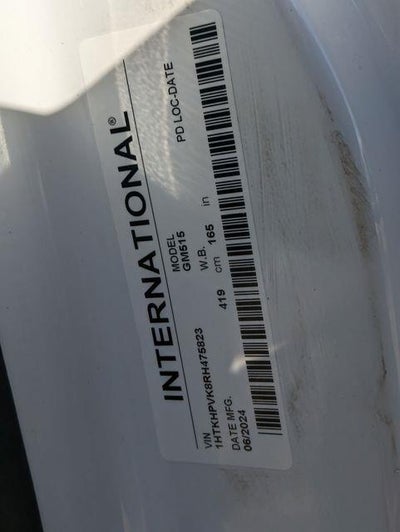 INTERNATIONAL®
MODEL
GM515
PD LOC-DATE
VIN
1HTKHPVK8RH475823
419 cm
W.B. 165 in
DATE MFG.
06/2024